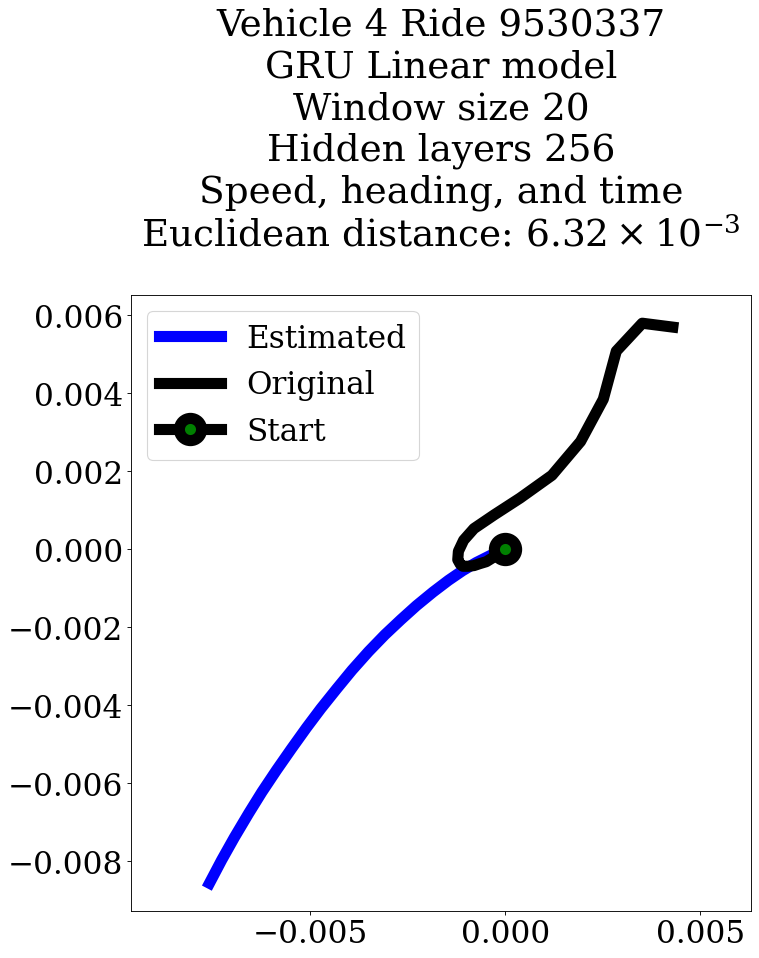 Vehicle 4 Ride 9530337
GRU Linear model
Window size 20
Hidden layers 256
Speed, heading, and time
Euclidean distance: 6.32 × 10⁻³
Estimated
Original
Start
0.006
0.004
0.002
0.000
−0.002
−0.004
−0.006
−0.008
−0.005 0.000 0.005